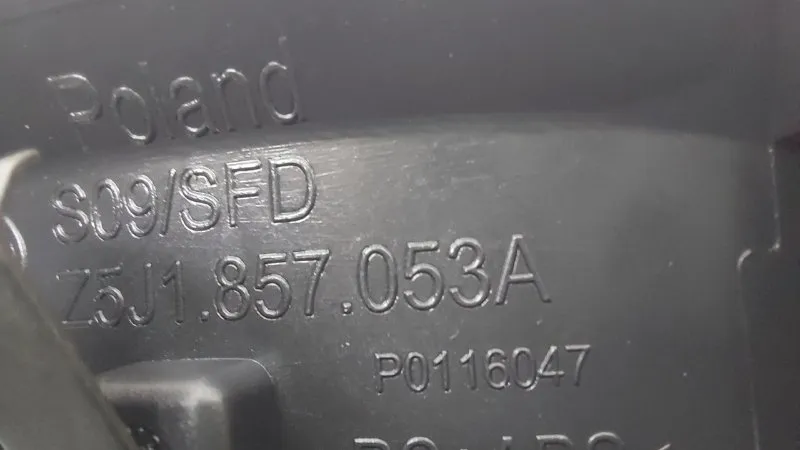 Poland
S09/SFD
Z5J1.857.053A
P0116047